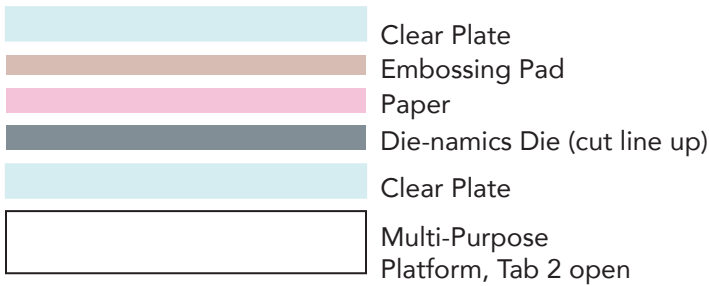 Clear Plate
Embossing Pad
Paper
Die-namics Die (cut line up)
Clear Plate
Multi-Purpose
Platform, Tab 2 open